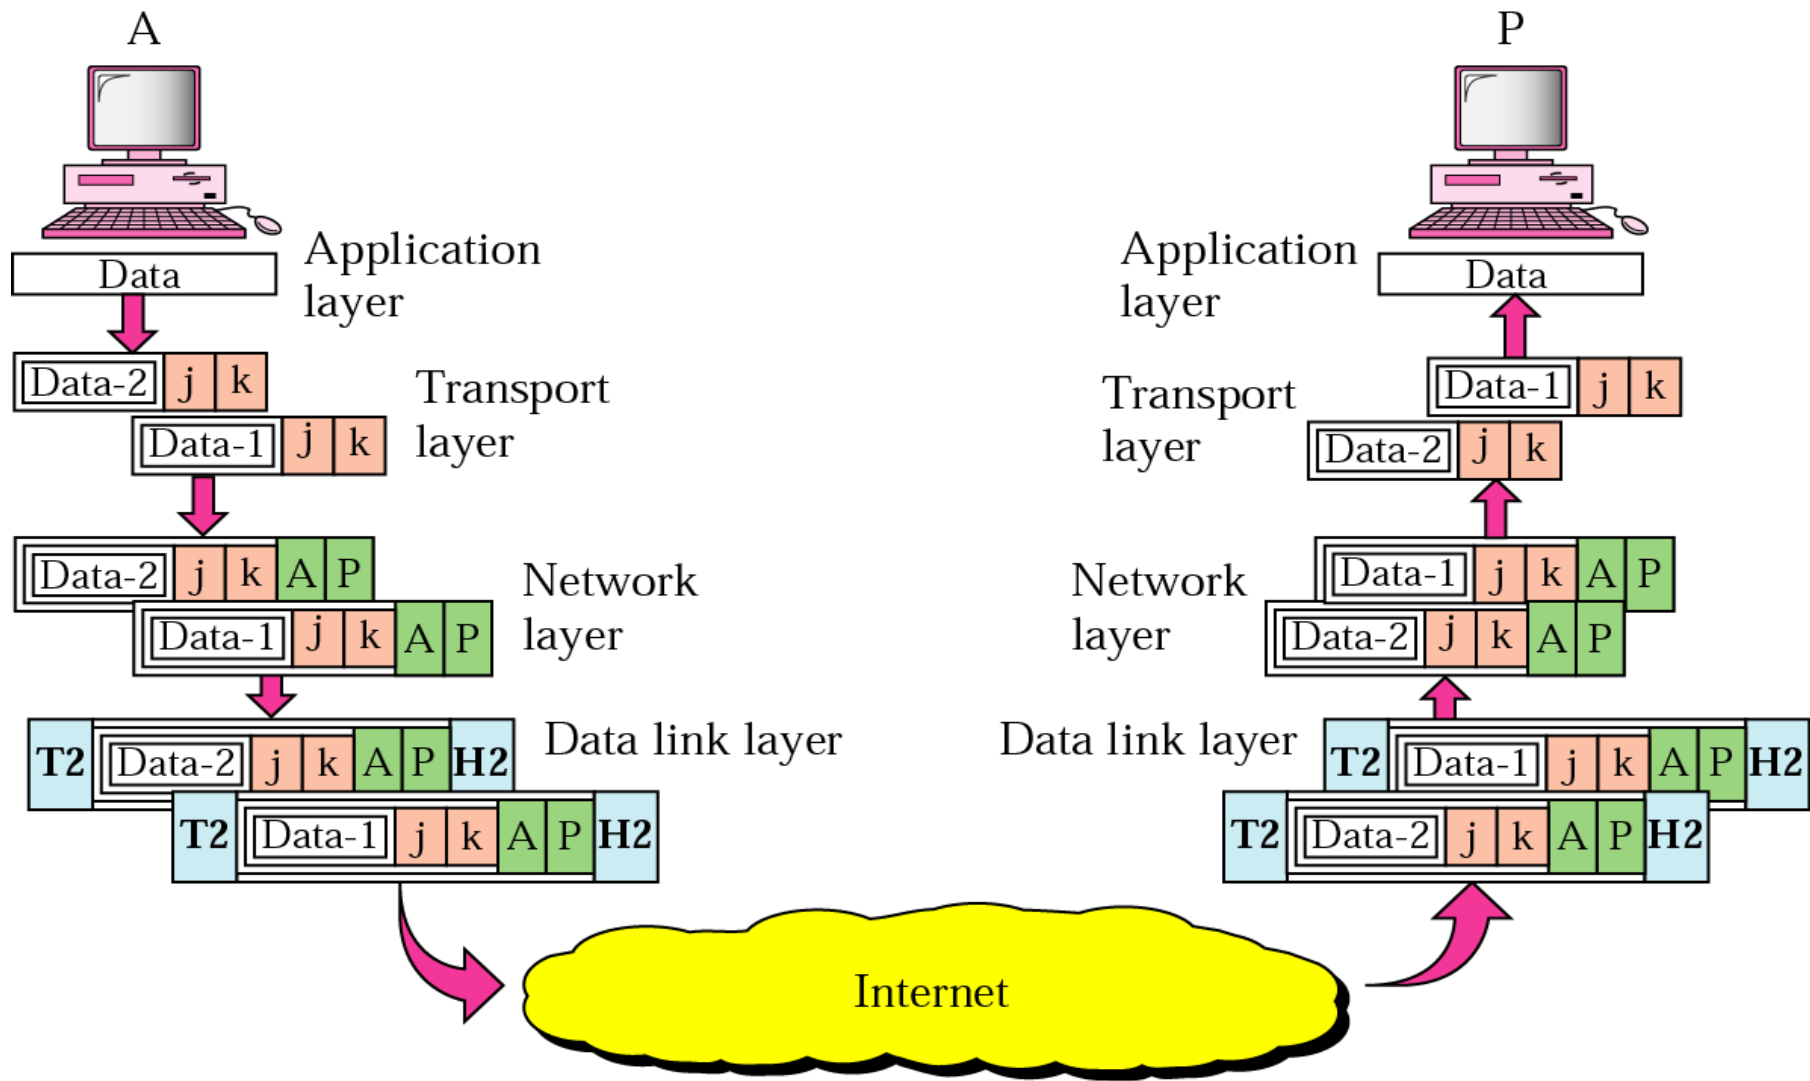 A
P
Data
Application
layer
Application
layer
Data
Data-2 j k
Transport
layer
Data-1 j k
Transport
layer
Data-1 j k
Data-2 j k
Data-2 j k A P
Network
layer
Data-1 j k A P
Network
layer
Data-1 j k A P
Data-2 j k A P
T2 Data-2 j k A P H2
Data link layer
T2 Data-1 j k A P H2
Data link layer
T2 Data-1 j k A P H2
T2 Data-2 j k A P H2
Internet